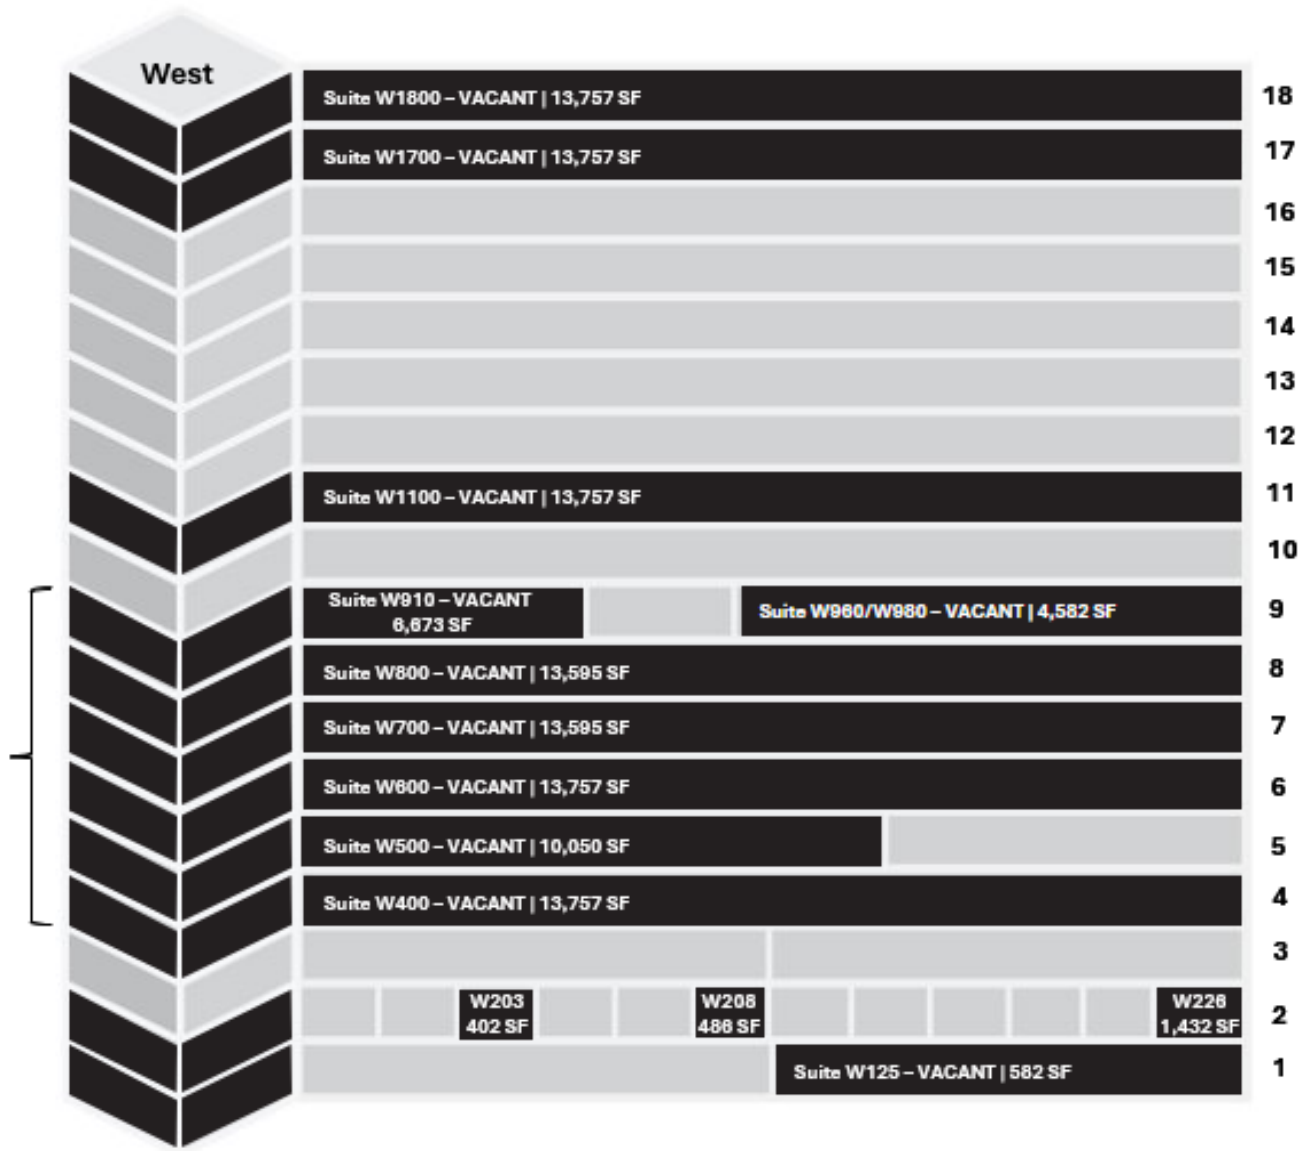 West
Suite W1800 – VACANT | 13,757 SF
18
Suite W1700 – VACANT | 13,757 SF
17
16
15
14
13
12
Suite W1100 – VACANT | 13,757 SF
11
10
Suite W910 – VACANT
6,673 SF
Suite W960/W980 – VACANT | 4,582 SF
9
Suite W800 – VACANT | 13,595 SF
8
Suite W700 – VACANT | 13,595 SF
7
Suite W600 – VACANT | 13,757 SF
6
Suite W500 – VACANT | 10,050 SF
5
Suite W400 – VACANT | 13,757 SF
4
3
W203
402 SF
W208
486 SF
W226
1,432 SF
2
Suite W125 – VACANT | 582 SF
1